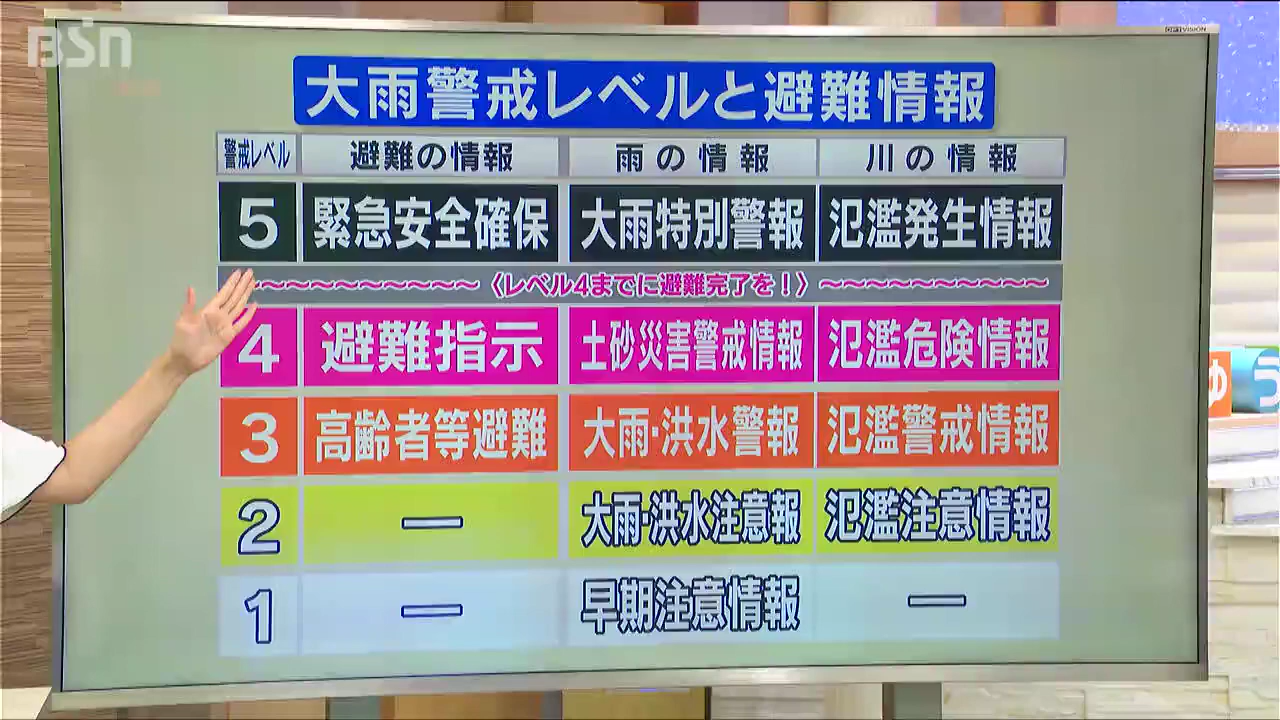 BSN
OPTVISION
大雨警戒レベルと避難情報
警戒レベル 避難の情報 雨の情報 川の情報
5 緊急安全確保 大雨特別警報 氾濫発生情報
〜〜〜〜〜〜〜〜〜〜〜〈レベル4までに避難完了を!〉〜〜〜〜〜〜〜〜〜〜〜
4 避難指示 土砂災害警戒情報 氾濫危険情報
3 高齢者等避難 大雨・洪水警報 氾濫警戒情報
2 ー 大雨・洪水注意報 氾濫注意情報
1 ー 早期注意情報 ー
ゆ
う